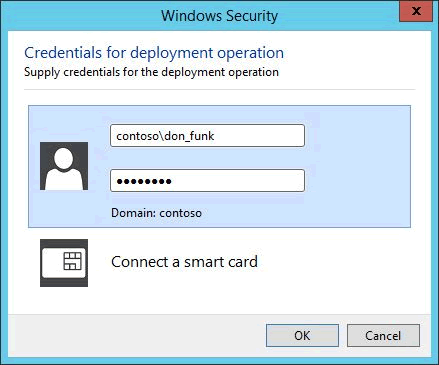 Windows Security
x
Credentials for deployment operation
Supply credentials for the deployment operation
contoso\don_funk
●●●●●●●●
Domain: contoso
Connect a smart card
OK
Cancel